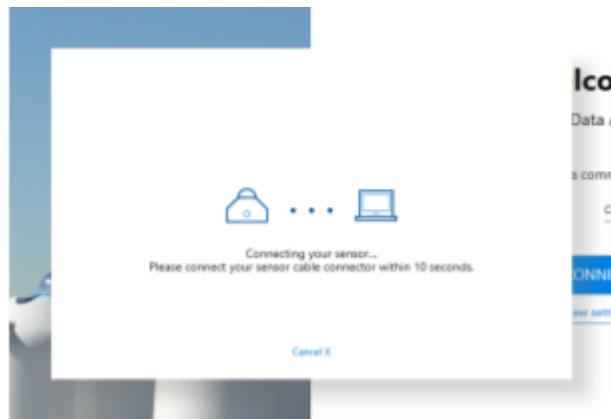 Data
Connecting your sensor...
Please connect your sensor cable connector within 10 seconds.
Cancel X